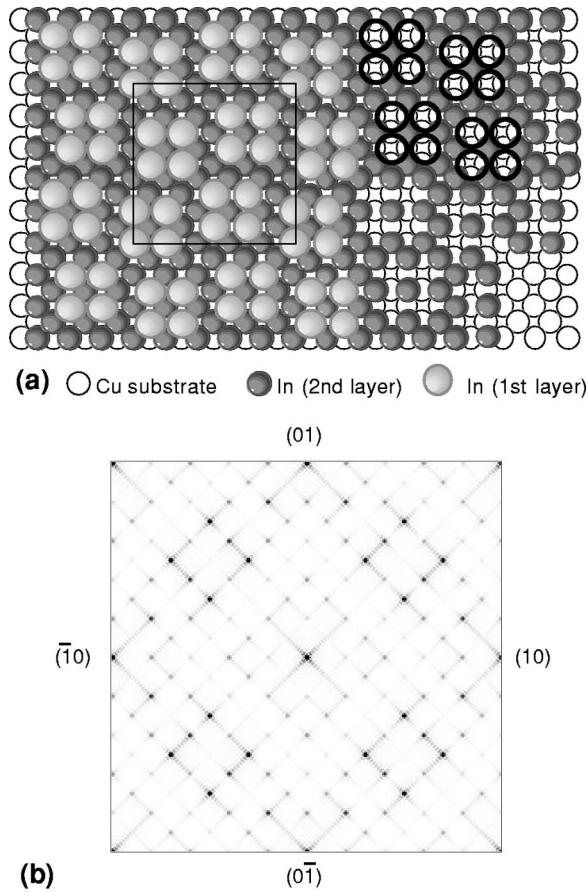 (a) Cu substrate In (2nd layer) In (1st layer)
(01)
(1̅0) (10)
(b) (01̅)